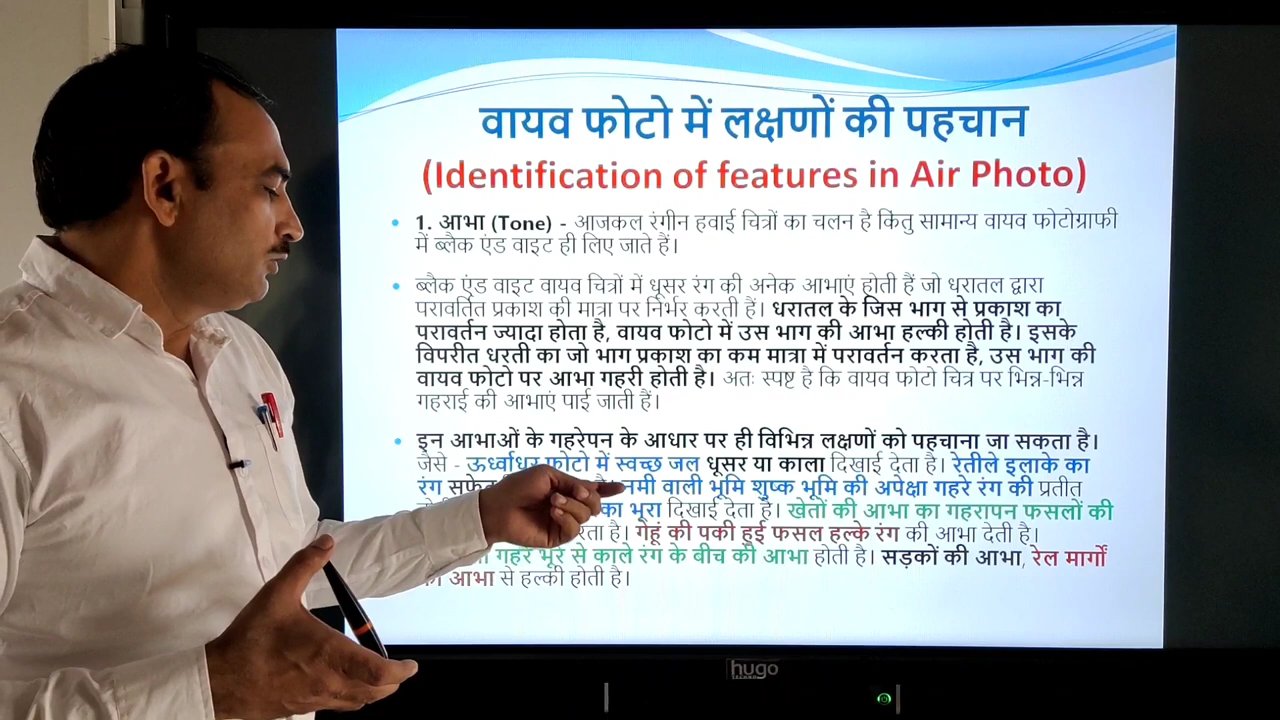 वायव फोटो में लक्षणों की पहचान
(Identification of features in Air Photo)
• 1. आभा (Tone) - आजकल रंगीन हवाई चित्रों का चलन है किंतु सामान्य वायव फोटोग्राफी
में ब्लैक एंड वाइट ही लिए जाते हैं।
• ब्लैक एंड वाइट वायव चित्रों में धूसर रंग की अनेक आभाएं होती हैं जो धरातल द्वारा
परावर्तित प्रकाश की मात्रा पर निर्भर करती हैं। धरातल के जिस भाग से प्रकाश का
परावर्तन ज्यादा होता है, वायव फोटो में उस भाग की आभा हल्की होती है। इसके
विपरीत धरती का जो भाग प्रकाश का कम मात्रा में परावर्तन करता है, उस भाग की
वायव फोटो पर आभा गहरी होती है। अतः स्पष्ट है कि वायव फोटो चित्र पर भिन्न-भिन्न
गहराई की आभाएं पाई जाती हैं।
• इन आभाओं के गहरेपन के आधार पर ही विभिन्न लक्षणों को पहचाना जा सकता है।
जैसे - ऊर्ध्वाधर फोटो में स्वच्छ जल धूसर या काला दिखाई देता है। रेतीले इलाके का
रंग नमी वाली भूमि शुष्क भूमि की अपेक्षा गहरे रंग की प्रतीत
का भूरा दिखाई देता है। खेतों की आभा का गहरापन फसलों की
है। गेहूं की पकी हुई फसल हल्के रंग की आभा देती है।
गहरे भूरे से काले रंग के बीच की आभा होती है। सड़कों की आभा, रेल मार्गों
आभा से हल्की होती है।
hugo